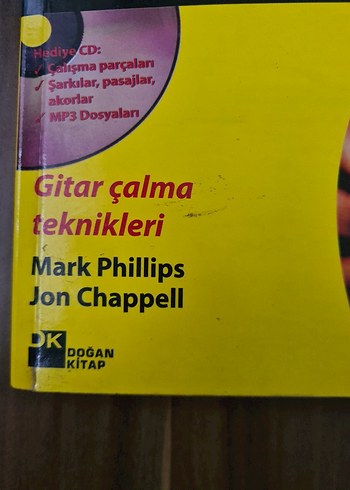 Hediye CD:
✓ Çalışma parçaları
✓ Şarkılar, pasajlar,
akorlar
✓ MP3 Dosyaları
Gitar çalma
teknikleri
Mark Phillips
Jon Chappell
DK DOĞAN
KİTAP